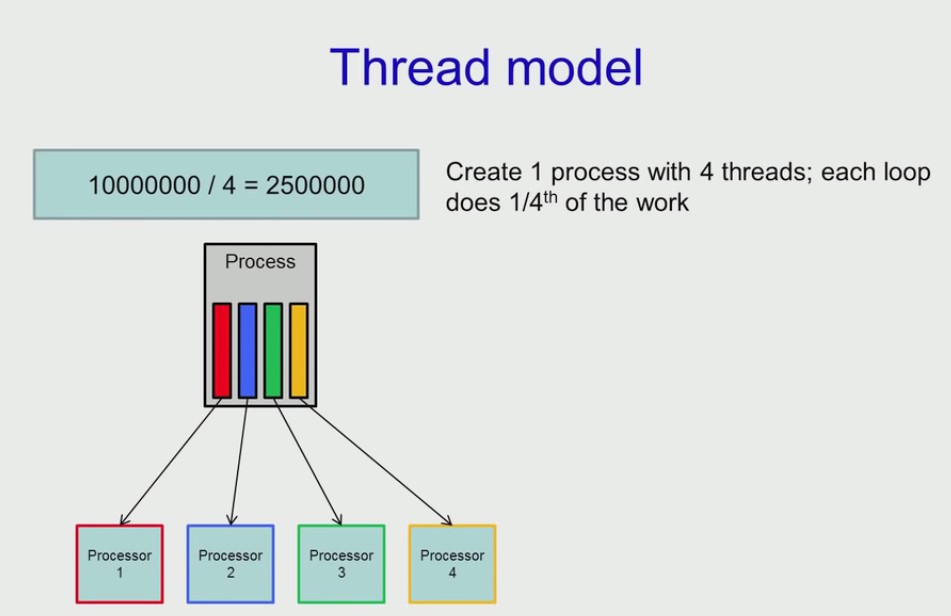 Thread model
10000000 / 4 = 2500000
Create 1 process with 4 threads; each loop
does 1/4th of the work
Process
Processor
1
Processor
2
Processor
3
Processor
4